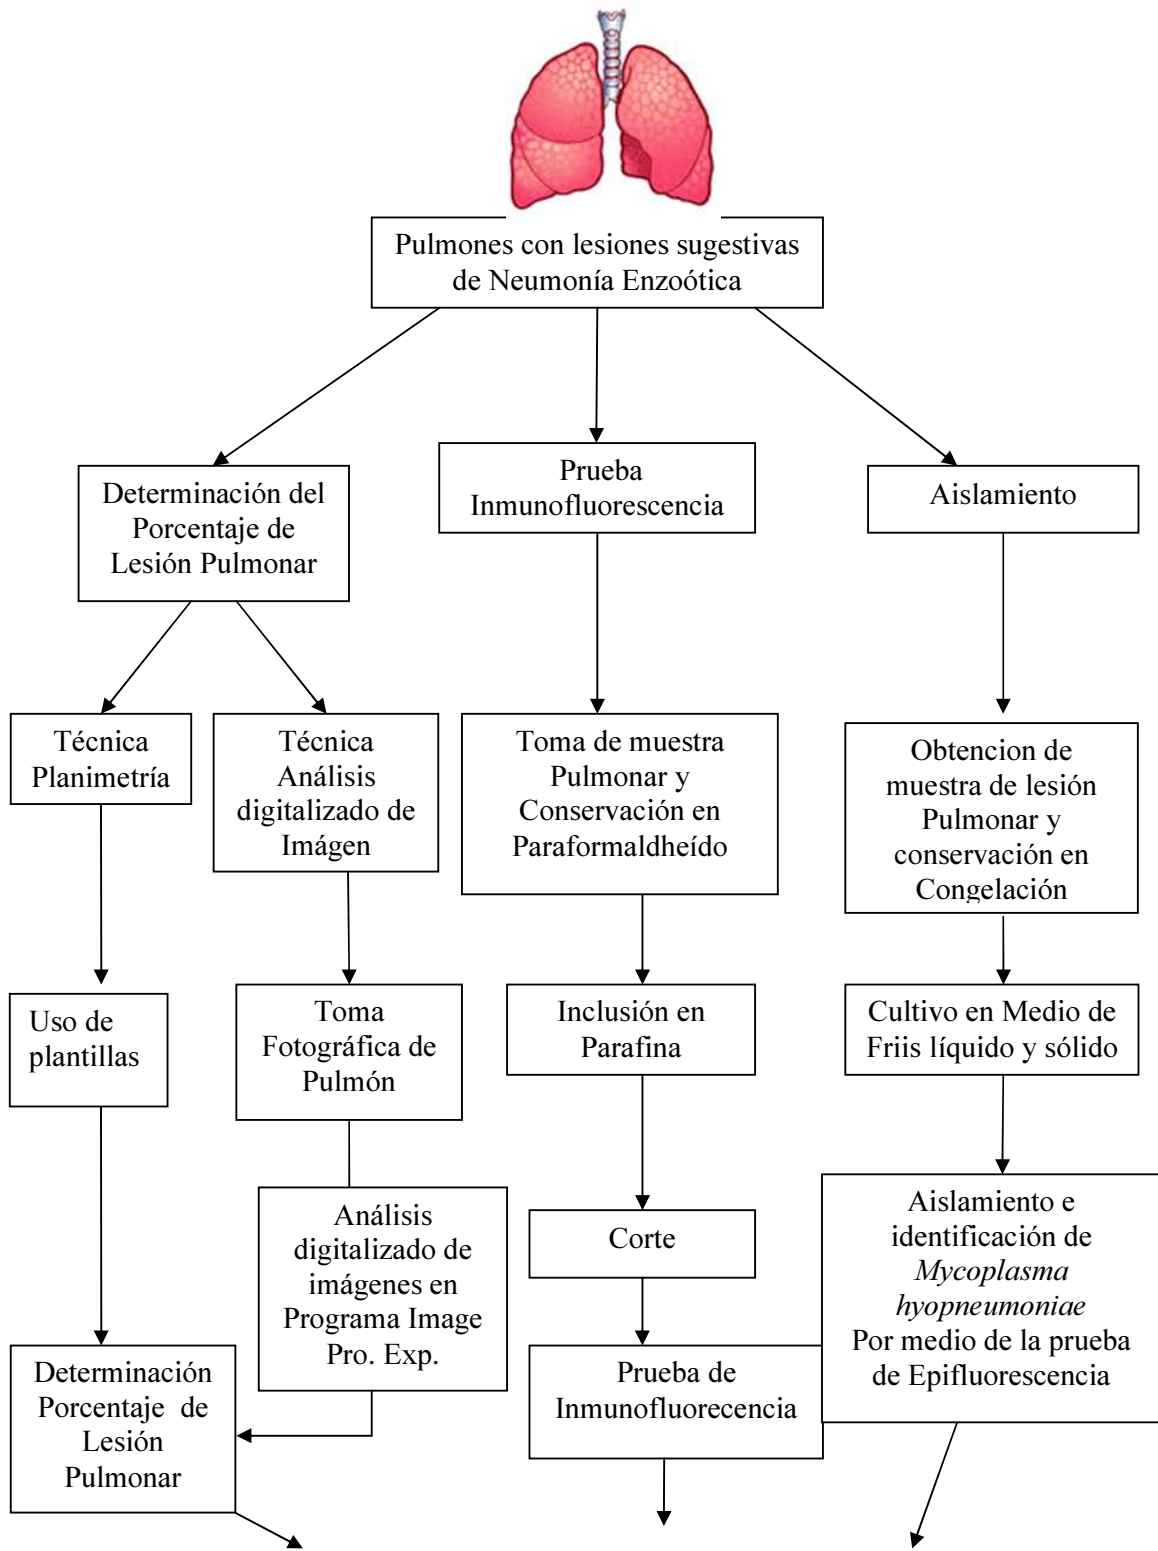 Pulmones con lesiones sugestivas
de Neumonía Enzoótica
Determinación del
Porcentaje de
Lesión Pulmonar
Prueba
Inmunofluorescencia
Aislamiento
Técnica
Planimetría
Técnica
Análisis
digitalizado de
Imágen
Toma de muestra
Pulmonar y
Conservación en
Paraformaldheído
Obtencion de
muestra de lesión
Pulmonar y
conservación en
Congelación
Uso de
plantillas
Toma
Fotográfica de
Pulmón
Inclusión en
Parafina
Cultivo en Medio de
Friis líquido y sólido
Análisis
digitalizado de
imágenes en
Programa Image
Pro. Exp.
Corte
Aislamiento e
identificación de
Mycoplasma
hyopneumoniae
Por medio de la prueba
de Epifluorescencia
Determinación
Porcentaje de
Lesión
Pulmonar
Prueba de
Inmunofluorecencia